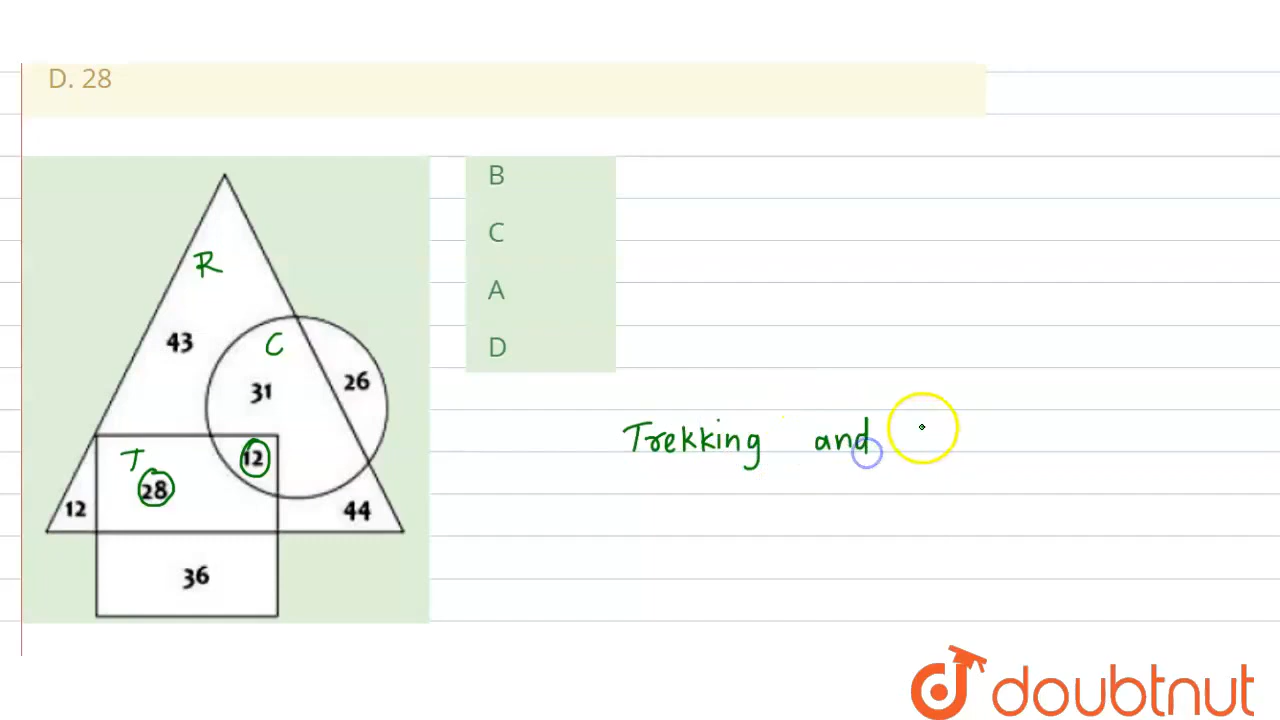 D. 28
R
43
C
31
26
T
12
28
12
44
36
B
C
A
D
Trekking and
doubtnut